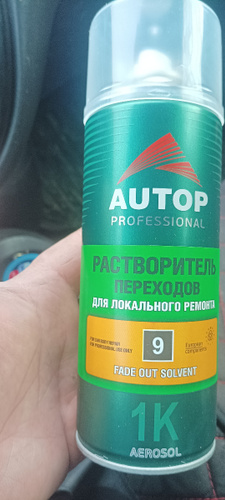 AUTOP
PROFESSIONAL
РАСТВОРИТЕЛЬ
ПЕРЕХОДОВ
ДЛЯ ЛОКАЛЬНОГО РЕМОНТА
9
FADE OUT SOLVENT
1K
AEROSOL